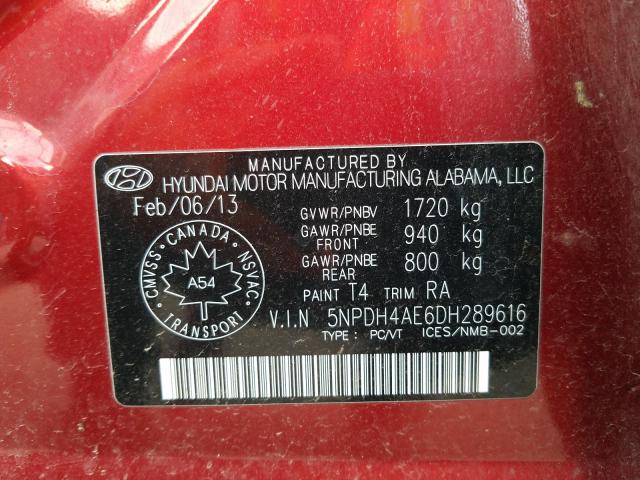 MANUFACTURED BY
HYUNDAI MOTOR MANUFACTURING ALABAMA, LLC
Feb/06/13
GVWR/PNBV 1720 kg
GAWR/PNBE FRONT 940 kg
GAWR/PNBE REAR 800 kg
PAINT T4 TRIM RA
V.I.N 5NPDH4AE6DH289616
TYPE : PC/VT ICES/NMB-002
CANADA
CMVSS NSVAC
A54
TRANSPORT